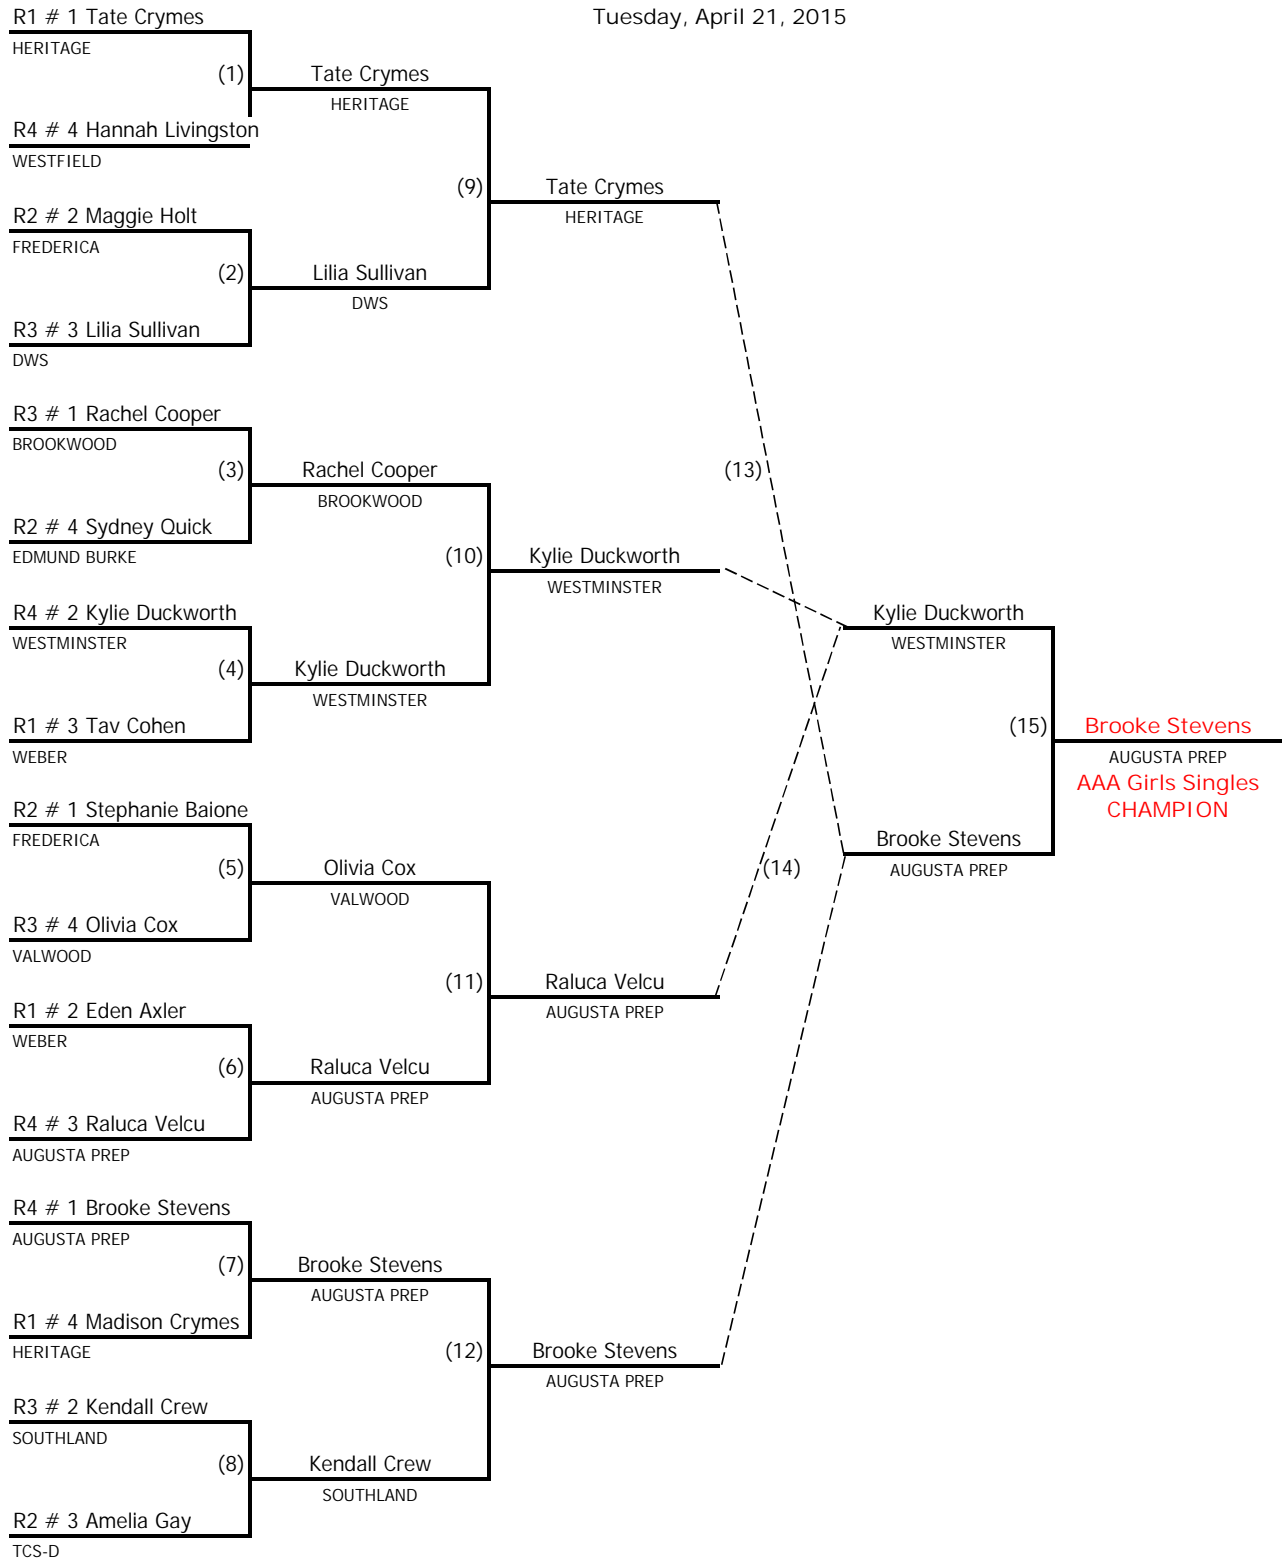 Tuesday, April 21, 2015
R1 # 1 Tate Crymes
HERITAGE
(1)
Tate Crymes
HERITAGE
R4 # 4 Hannah Livingston
WESTFIELD
(9)
Tate Crymes
HERITAGE
R2 # 2 Maggie Holt
FREDERICA
(2)
Lilia Sullivan
DWS
R3 # 3 Lilia Sullivan
DWS
R3 # 1 Rachel Cooper
BROOKWOOD
(3)
Rachel Cooper
BROOKWOOD
(13)
R2 # 4 Sydney Quick
EDMUND BURKE
(10)
Kylie Duckworth
WESTMINSTER
R4 # 2 Kylie Duckworth
WESTMINSTER
Kylie Duckworth
WESTMINSTER
(4)
Kylie Duckworth
WESTMINSTER
R1 # 3 Tav Cohen
WEBER
(15)
Brooke Stevens
AUGUSTA PREP
AAA Girls Singles
CHAMPION
R2 # 1 Stephanie Baione
FREDERICA
Brooke Stevens
AUGUSTA PREP
(5)
Olivia Cox
VALWOOD
(14)
R3 # 4 Olivia Cox
VALWOOD
(11)
Raluca Velcu
AUGUSTA PREP
R1 # 2 Eden Axler
WEBER
(6)
Raluca Velcu
AUGUSTA PREP
R4 # 3 Raluca Velcu
AUGUSTA PREP
R4 # 1 Brooke Stevens
AUGUSTA PREP
(7)
Brooke Stevens
AUGUSTA PREP
R1 # 4 Madison Crymes
HERITAGE
(12)
Brooke Stevens
AUGUSTA PREP
R3 # 2 Kendall Crew
SOUTHLAND
(8)
Kendall Crew
SOUTHLAND
R2 # 3 Amelia Gay
TCS-D